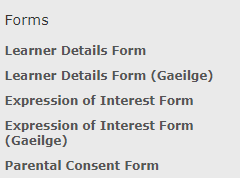 Forms
Learner Details Form
Learner Details Form (Gaeilge)
Expression of Interest Form
Expression of Interest Form
(Gaeilge)
Parental Consent Form